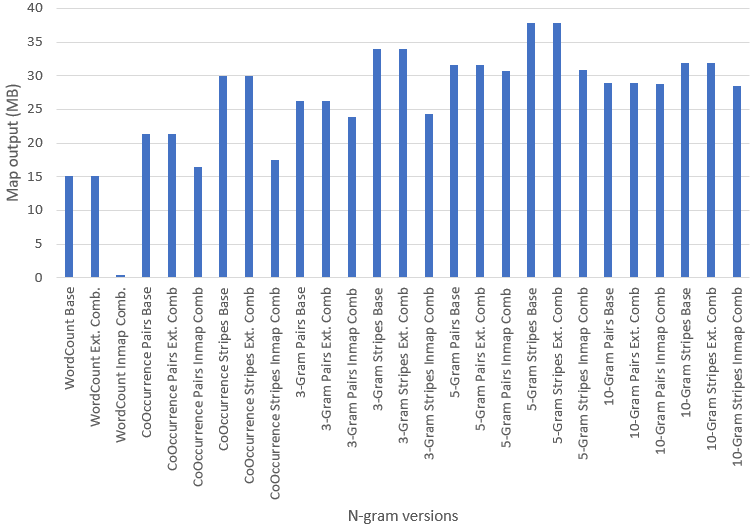 40
35
30
25
20
15
10
5
0
Map output (MB)
WordCount Base
WordCount Ext. Comb.
WordCount Inmap Comb.
CoOccurrence Pairs Base
CoOccurrence Pairs Ext. Comb
CoOccurrence Pairs Inmap Comb
CoOccurrence Stripes Base
CoOccurrence Stripes Ext. Comb
CoOccurrence Stripes Inmap Comb
3-Gram Pairs Base
3-Gram Pairs Ext. Comb
3-Gram Pairs Inmap Comb
3-Gram Stripes Base
3-Gram Stripes Ext. Comb
3-Gram Stripes Inmap Comb
5-Gram Pairs Base
5-Gram Pairs Ext. Comb
5-Gram Pairs Inmap Comb
5-Gram Stripes Base
5-Gram Stripes Ext. Comb
5-Gram Stripes Inmap Comb
10-Gram Pairs Base
10-Gram Pairs Ext. Comb
10-Gram Pairs Inmap Comb
10-Gram Stripes Base
10-Gram Stripes Ext. Comb
10-Gram Stripes Inmap Comb
N-gram versions